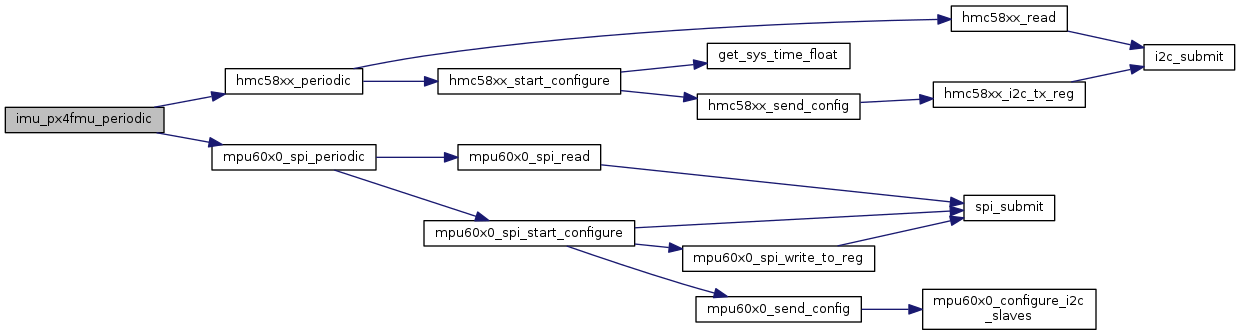 imu_px4fmu_periodic
hmc58xx_periodic
mpu60x0_spi_periodic
hmc58xx_start_configure
mpu60x0_spi_read
mpu60x0_spi_start_configure
hmc58xx_read
get_sys_time_float
hmc58xx_send_config
hmc58xx_i2c_tx_reg
i2c_submit
spi_submit
mpu60x0_spi_write_to_reg
mpu60x0_send_config
mpu60x0_configure_i2c
_slaves